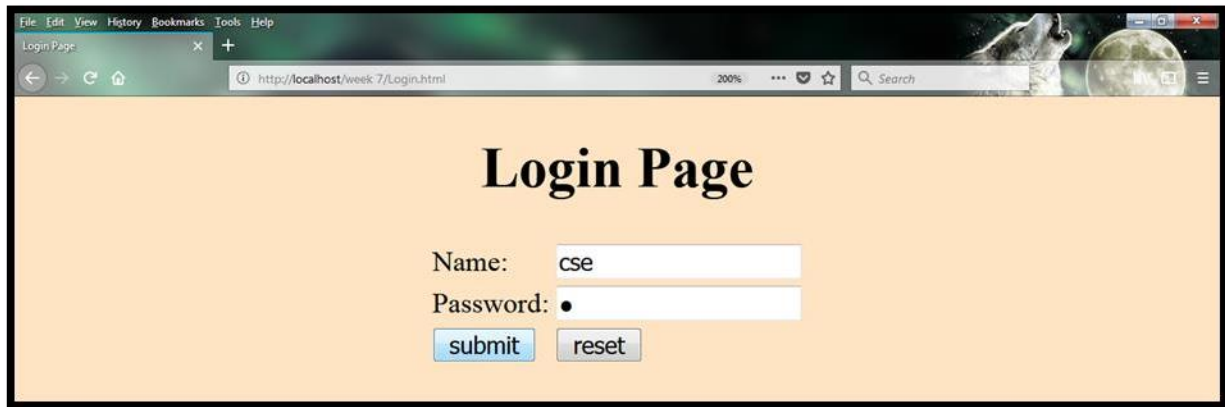 File Edit View History Bookmarks Tools Help
Login Page
http://localhost/week 7/Login.html 200% Search
Login Page
Name: cse
Password: ●
submit reset